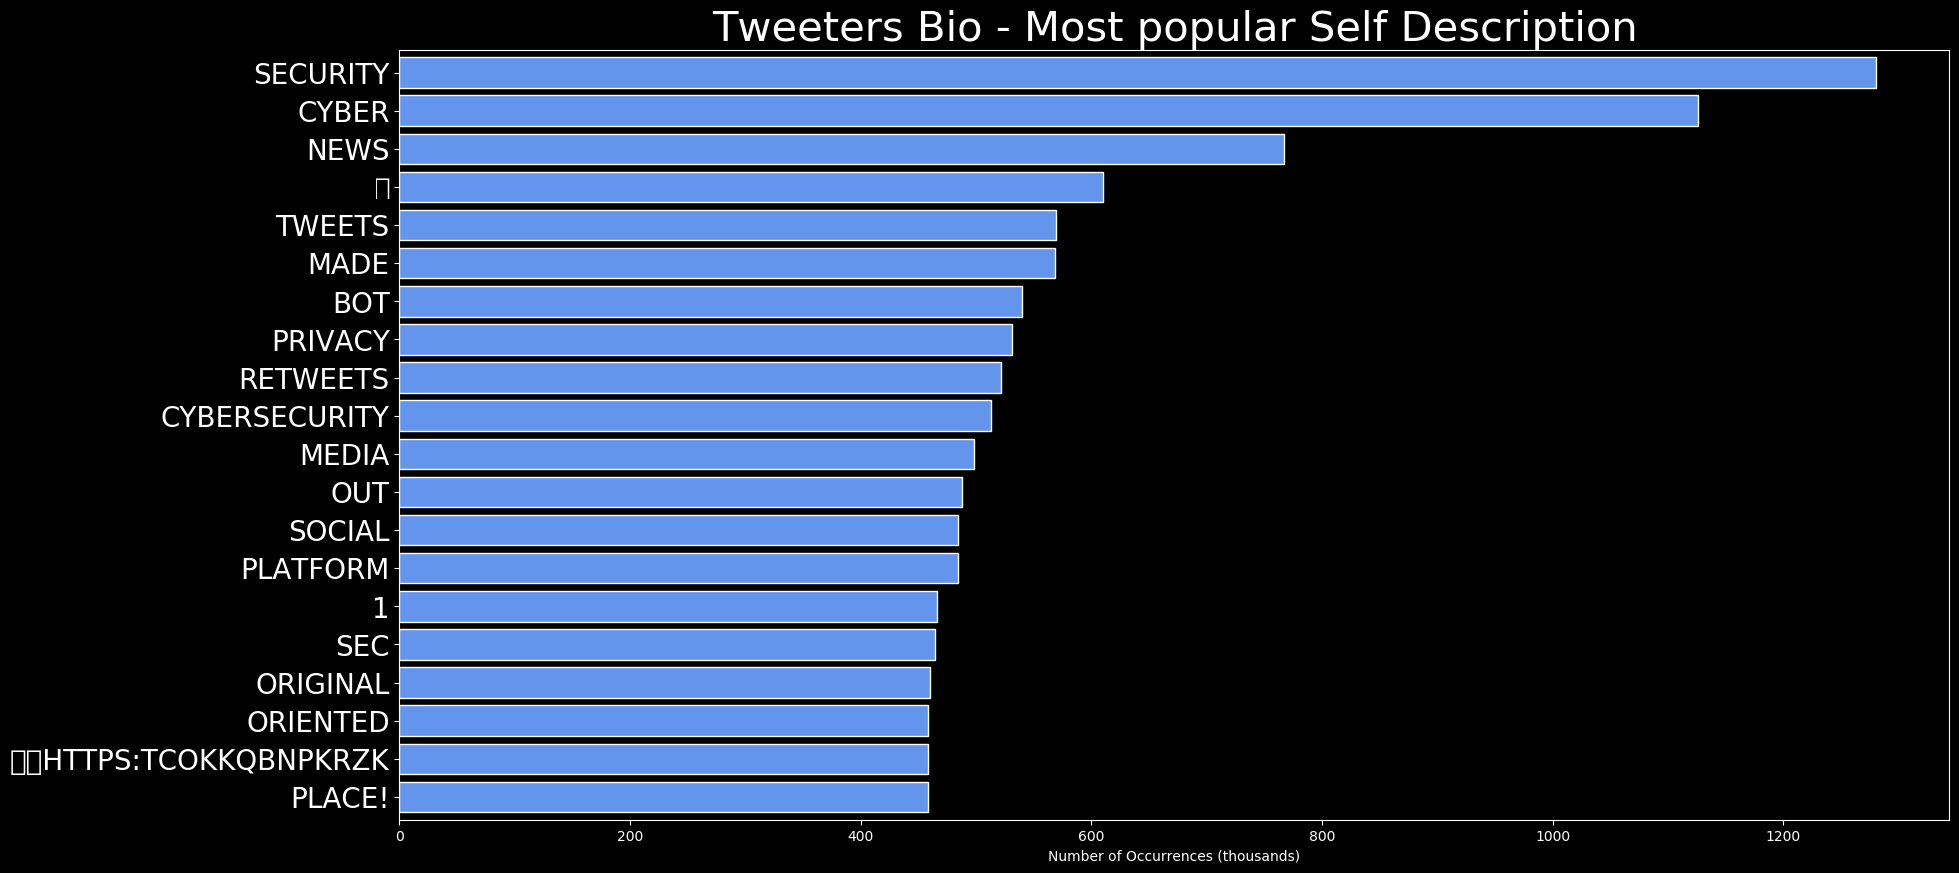 Tweeters Bio - Most popular Self Description
SECURITY
CYBER
NEWS
TWEETS
MADE
BOT
PRIVACY
RETWEETS
CYBERSECURITY
MEDIA
OUT
SOCIAL
PLATFORM
1
SEC
ORIGINAL
ORIENTED
HTTPS:TCOKKQBNPKRZK
PLACE!
0 200 400 600 800 1000 1200
Number of Occurrences (thousands)